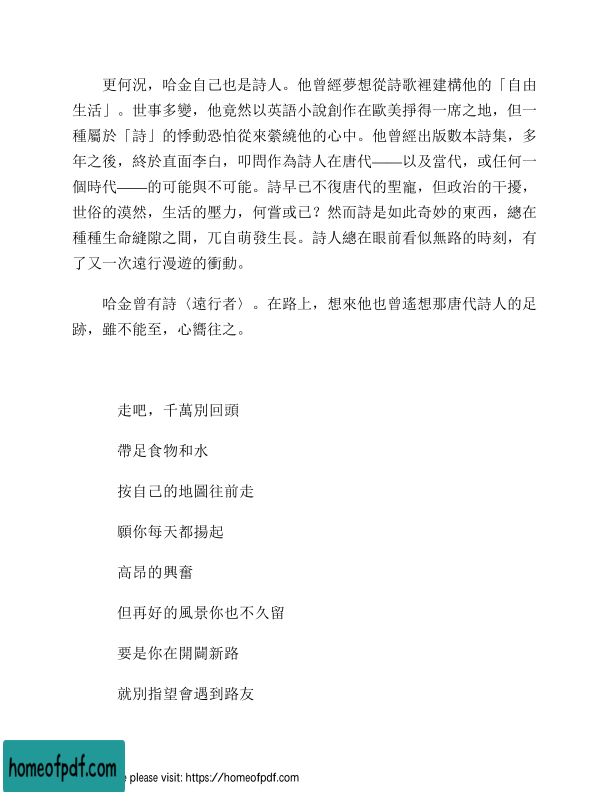 更何況，哈金自己也是詩人。他曾經夢想從詩歌裡建構他的「自由
生活」。世事多變，他竟然以英語小說創作在歐美掙得一席之地，但一
種屬於「詩」的悸動恐怕從來縈繞他的心中。他曾經出版數本詩集，多
年之後，終於直面李白，叩問作為詩人在唐代——以及當代，或任何一
個時代——的可能與不可能。詩早已不復唐代的聖寵，但政治的干擾，
世俗的漠然，生活的壓力，何嘗或已？然而詩是如此奇妙的東西，總在
種種生命縫隙之間，兀自萌發生長。詩人總在眼前看似無路的時刻，有
了又一次遠行漫遊的衝動。
哈金曾有詩〈遠行者〉。在路上，想來他也曾遙想那唐代詩人的足
跡，雖不能至，心嚮往之。
走吧，千萬別回頭
帶足食物和水
按自己的地圖往前走
願你每天都揚起
高昂的興奮
但再好的風景你也不久留
要是你在開闢新路
就別指望會遇到路友
homeofpdf.com
e please visit: https://homeofpdf.com